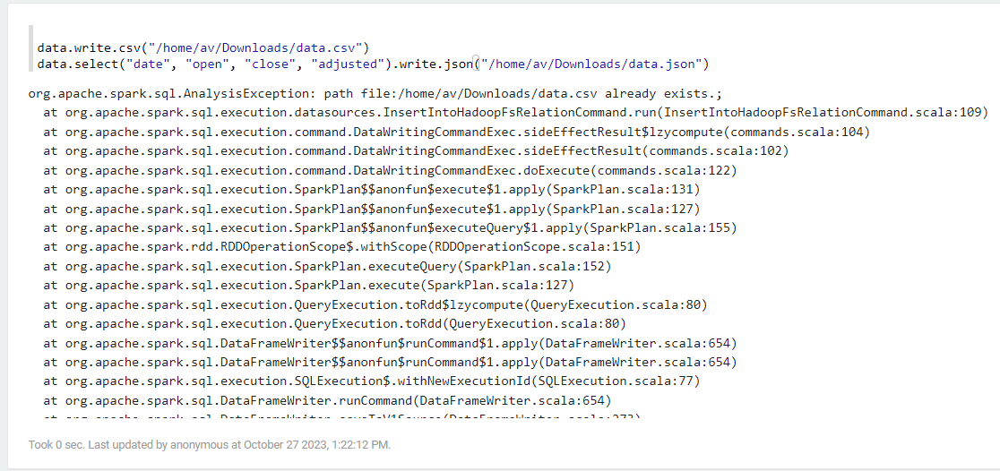 data.write.csv("/home/av/Downloads/data.csv")
data.select("date", "open", "close", "adjusted").write.json("/home/av/Downloads/data.json")
org.apache.spark.sql.AnalysisException: path file:/home/av/Downloads/data.csv already exists.;
at org.apache.spark.sql.execution.datasources.InsertIntoHadoopFsRelationCommand.run(InsertIntoHadoopFsRelationCommand.scala:109)
at org.apache.spark.sql.execution.command.DataWritingCommandExec.sideEffectResult$lzycompute(commands.scala:104)
at org.apache.spark.sql.execution.command.DataWritingCommandExec.sideEffectResult(commands.scala:102)
at org.apache.spark.sql.execution.command.DataWritingCommandExec.doExecute(commands.scala:122)
at org.apache.spark.sql.execution.SparkPlan$$anonfun$execute$1.apply(SparkPlan.scala:131)
at org.apache.spark.sql.execution.SparkPlan$$anonfun$execute$1.apply(SparkPlan.scala:127)
at org.apache.spark.sql.execution.SparkPlan$$anonfun$executeQuery$1.apply(SparkPlan.scala:155)
at org.apache.spark.rdd.RDDOperationScope$.withScope(RDDOperationScope.scala:151)
at org.apache.spark.sql.execution.SparkPlan.executeQuery(SparkPlan.scala:152)
at org.apache.spark.sql.execution.SparkPlan.execute(SparkPlan.scala:127)
at org.apache.spark.sql.execution.QueryExecution.toRdd$lzycompute(QueryExecution.scala:80)
at org.apache.spark.sql.execution.QueryExecution.toRdd(QueryExecution.scala:80)
at org.apache.spark.sql.DataFrameWriter$$anonfun$runCommand$1.apply(DataFrameWriter.scala:654)
at org.apache.spark.sql.DataFrameWriter$$anonfun$runCommand$1.apply(DataFrameWriter.scala:654)
at org.apache.spark.sql.execution.SQLExecution$.withNewExecutionId(SQLExecution.scala:77)
at org.apache.spark.sql.DataFrameWriter.runCommand(DataFrameWriter.scala:654)
Took 0 sec. Last updated by anonymous at October 27 2023, 1:22:12 PM.